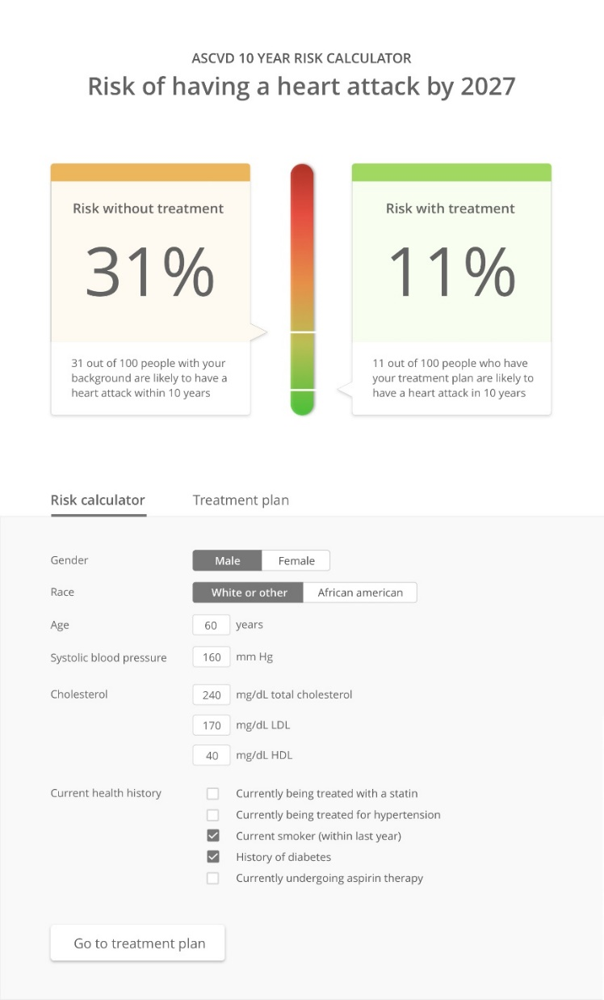 ASCVD 10 YEAR RISK CALCULATOR
Risk of having a heart attack by 2027
Risk without treatment
31%
31 out of 100 people with your
background are likely to have a
heart attack within 10 years
Risk with treatment
11%
11 out of 100 people who have
your treatment plan are likely to
have a heart attack in 10 years
Risk calculator Treatment plan
Gender Male Female
Race White or other African american
Age 60 years
Systolic blood pressure 160 mm Hg
Cholesterol 240 mg/dL total cholesterol
170 mg/dL LDL
40 mg/dL HDL
Current health history Currently being treated with a statin
Currently being treated for hypertension
Current smoker (within last year)
History of diabetes
Currently undergoing aspirin therapy
Go to treatment plan